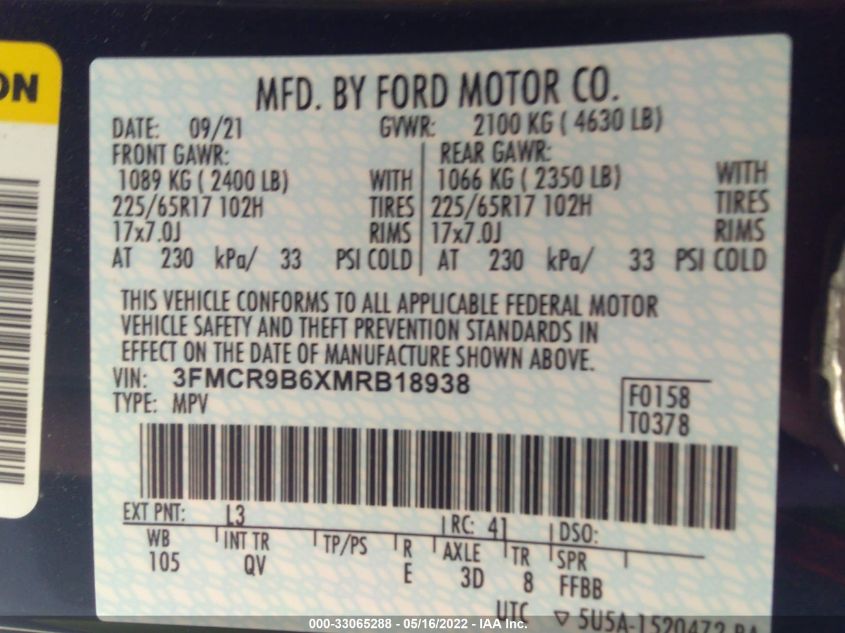 ON
MFD. BY FORD MOTOR CO.
DATE: 09/21 GVWR: 2100 KG ( 4630 LB)
FRONT GAWR: REAR GAWR:
1089 KG ( 2400 LB) WITH 1066 KG ( 2350 LB) WITH
225/65R17 102H TIRES 225/65R17 102H TIRES
17x7.0J RIMS 17x7.0J RIMS
AT 230 kPa/ 33 PSI COLD AT 230 kPa/ 33 PSI COLD
THIS VEHICLE CONFORMS TO ALL APPLICABLE FEDERAL MOTOR
VEHICLE SAFETY AND THEFT PREVENTION STANDARDS IN
EFFECT ON THE DATE OF MANUFACTURE SHOWN ABOVE.
VIN: 3FMCR9B6XMRB18938
TYPE: MPV
F0158
T0378
EXT PNT: L3 RC: 41 DSO:
WB INT TR TP/PS R AXLE TR SPR
105 QV E 3D 8 FFBB
UTC ▽ 5U5A-1520472-BA
000-33065288 - 05/16/2022 - IAA Inc.